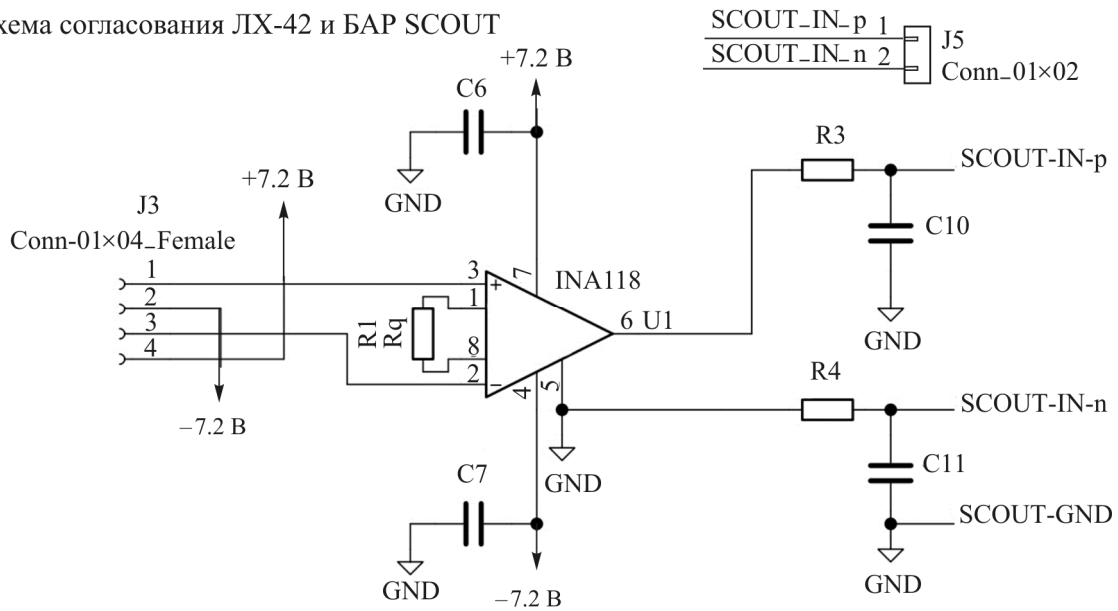 хема согласования ЛХ-42 и БАР SCOUT
SCOUT_IN_p 1
SCOUT_IN_n 2
J5
Conn_01×02
+7.2 В
C6
GND
R3
SCOUT-IN-p
C10
GND
+7.2 В
J3
Conn-01×04_Female
1
2
3
4
−7.2 В
R1
Rq
3
1
8
2
+
−
7
4
5
INA118
6 U1
GND
R4
SCOUT-IN-n
C11
SCOUT-GND
GND
C7
GND
−7.2 В